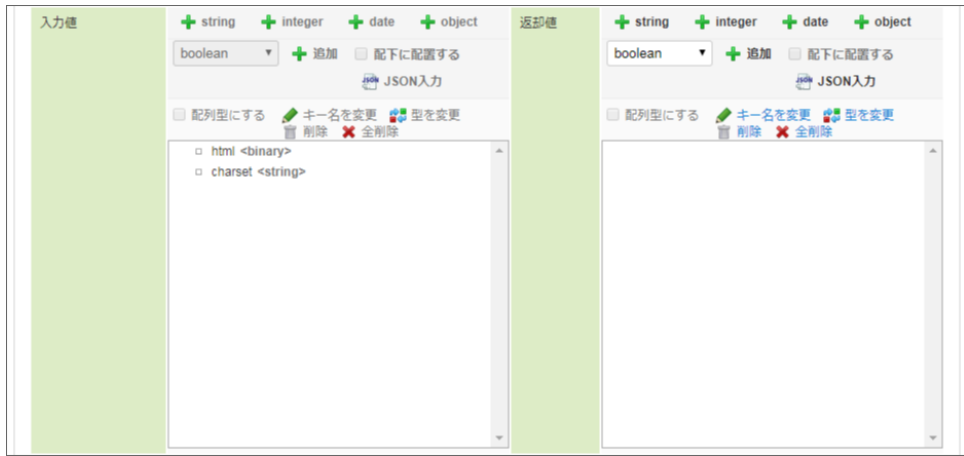 入力値
string integer date object
boolean 追加 配下に配置する
JSON入力
配列型にする キー名を変更 型を変更
削除 全削除
html <binary>
charset <string>
返却値
string integer date object
boolean 追加 配下に配置する
JSON入力
配列型にする キー名を変更 型を変更
削除 全削除